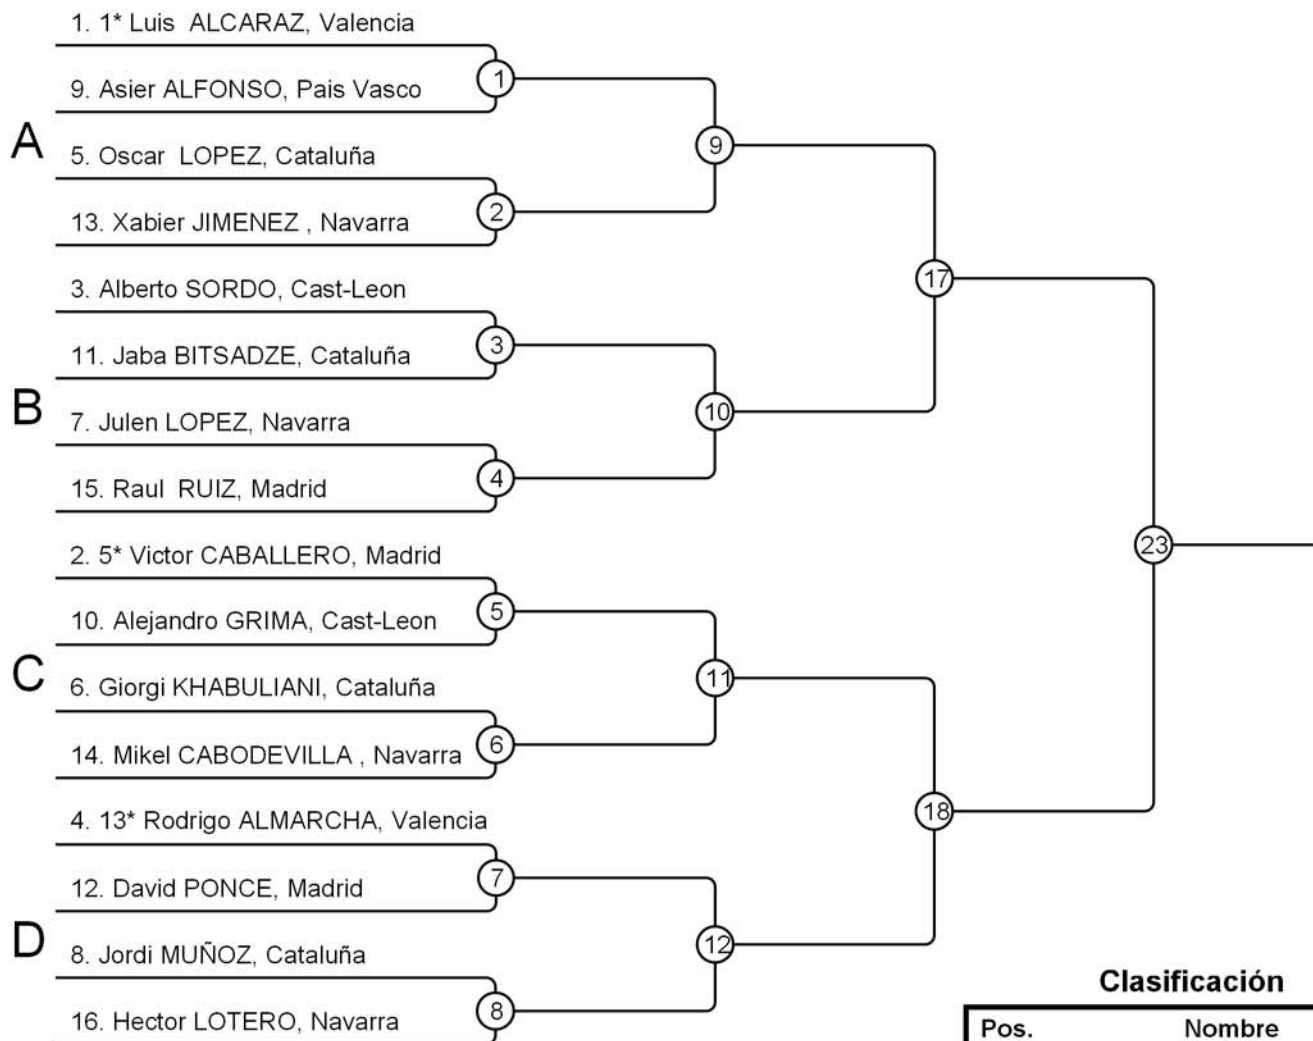 1. 1* Luis ALCARAZ, Valencia
1
9. Asier ALFONSO, Pais Vasco
A
9
5. Oscar LOPEZ, Cataluña
2
13. Xabier JIMENEZ , Navarra
17
3. Alberto SORDO, Cast-Leon
3
11. Jaba BITSADZE, Cataluña
B
10
7. Julen LOPEZ, Navarra
4
15. Raul RUIZ, Madrid
23
2. 5* Victor CABALLERO, Madrid
5
10. Alejandro GRIMA, Cast-Leon
C
11
6. Giorgi KHABULIANI, Cataluña
6
14. Mikel CABODEVILLA , Navarra
18
4. 13* Rodrigo ALMARCHA, Valencia
7
12. David PONCE, Madrid
D
12
8. Jordi MUÑOZ, Cataluña
8
16. Hector LOTERO, Navarra
Clasificación
Pos. Nombre